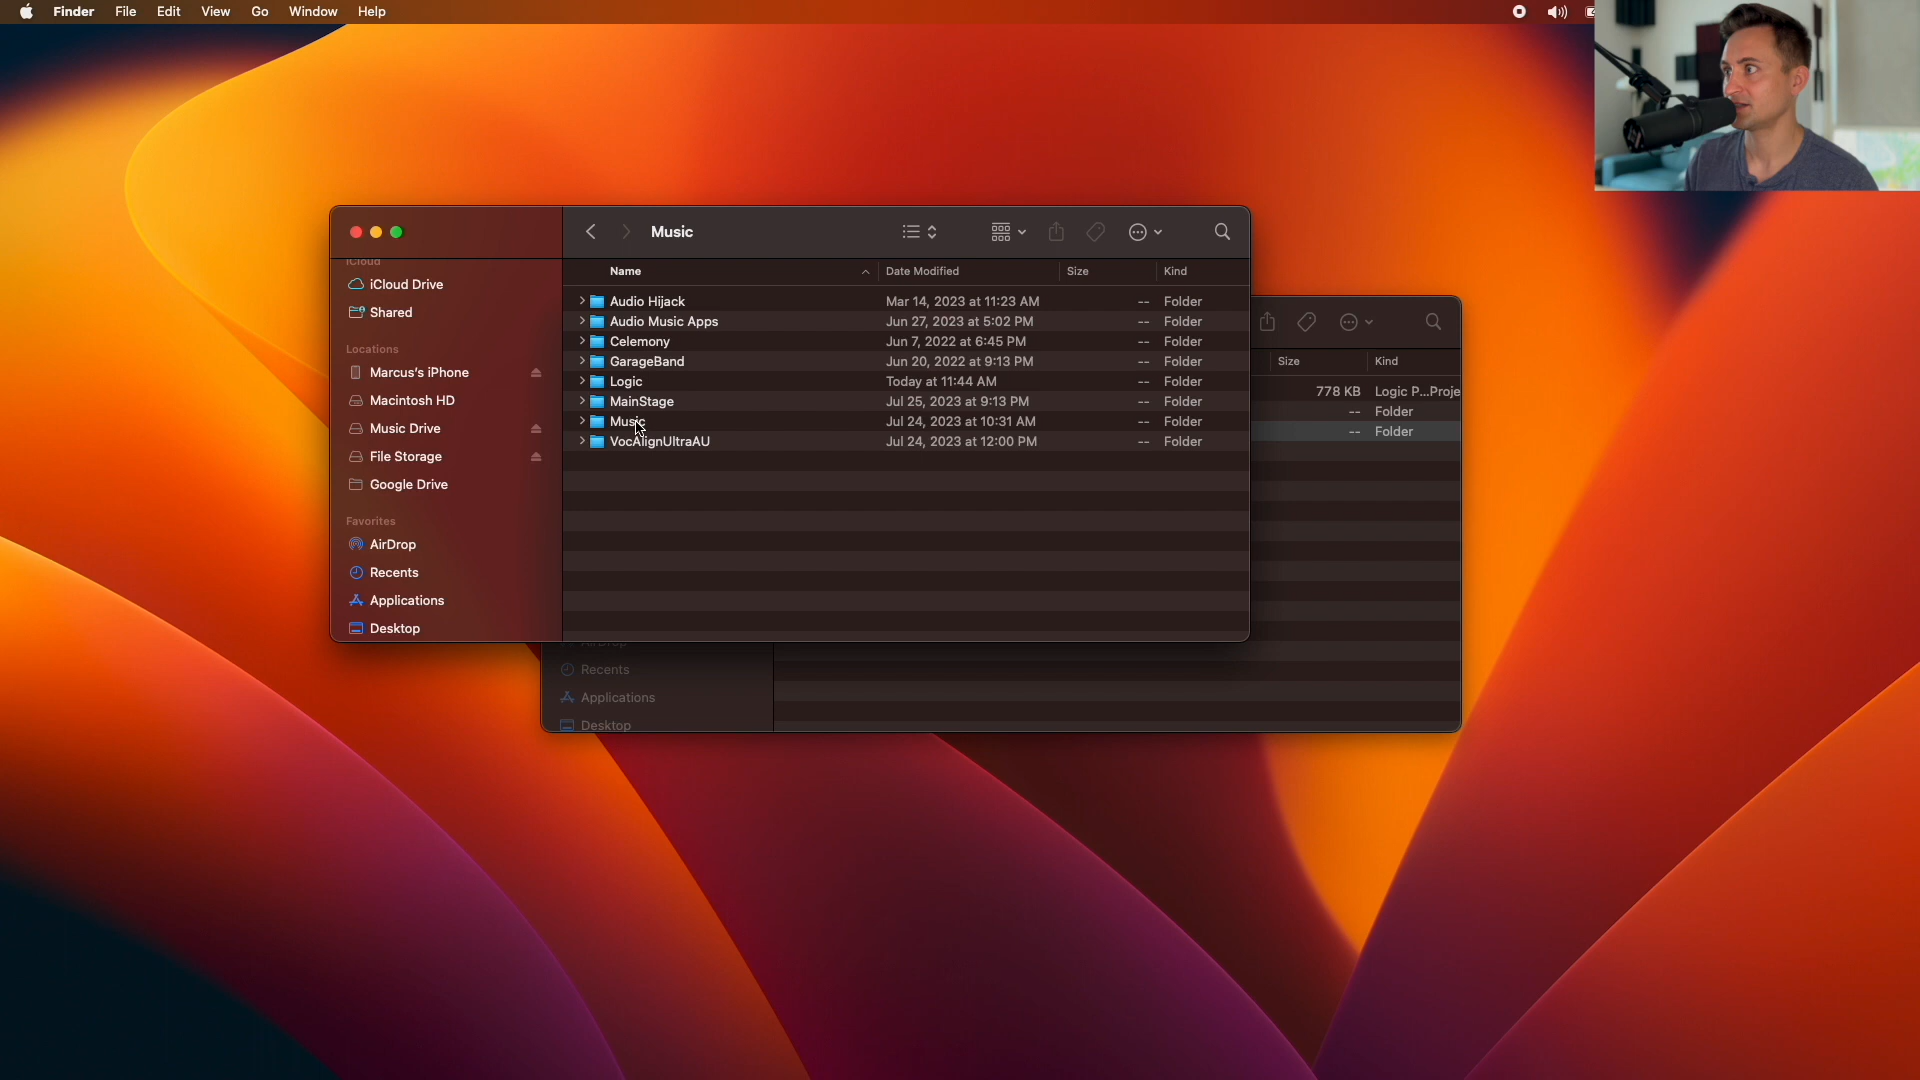 Finder File Edit View Go Window Help
Music
iCloud
iCloud Drive
Shared
Locations
Marcus's iPhone
Macintosh HD
Music Drive
File Storage
Google Drive
Favorites
AirDrop
Recents
Applications
Desktop
Name Date Modified Size Kind
Audio Hijack Mar 14, 2023 at 11:23 AM -- Folder
Audio Music Apps Jun 27, 2023 at 5:02 PM -- Folder
Celemony Jun 7, 2022 at 6:45 PM -- Folder
GarageBand Jun 20, 2022 at 9:13 PM -- Folder
Logic Today at 11:44 AM -- Folder
MainStage Jul 25, 2023 at 9:13 PM -- Folder
Music Jul 24, 2023 at 10:31 AM -- Folder
VocAlignUltraAU Jul 24, 2023 at 12:00 PM -- Folder
Size Kind
778 KB Logic P...Proje
-- Folder
-- Folder
AirDrop
Recents
Applications
Desktop